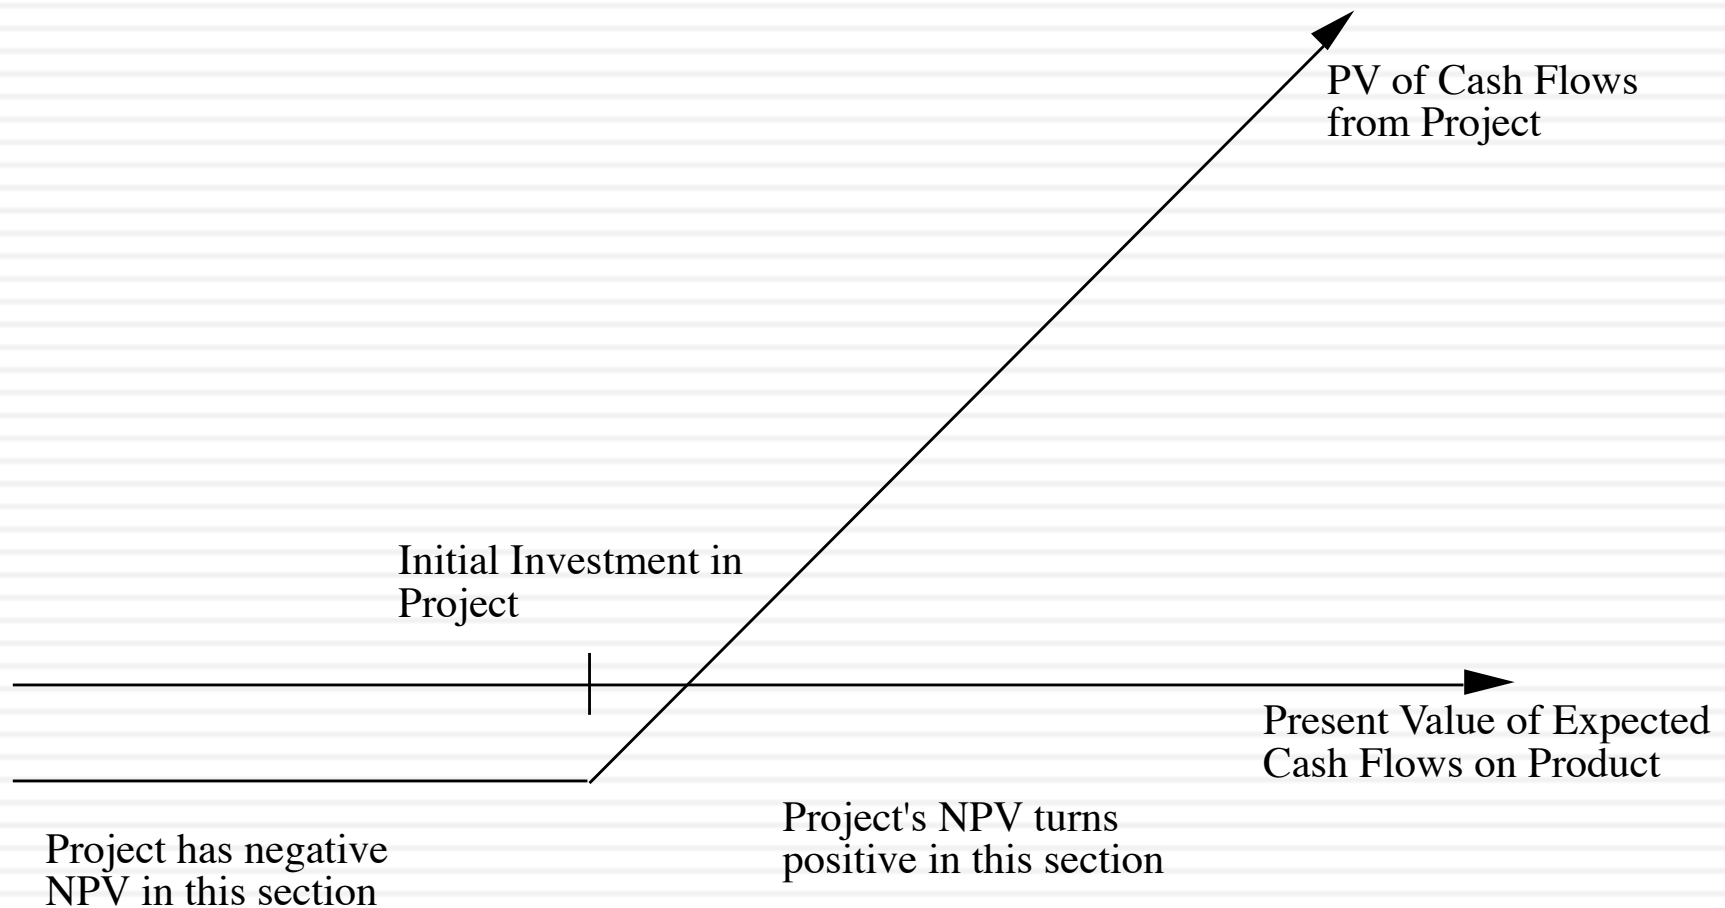 PV of Cash Flows
from Project
Initial Investment in
Project
Present Value of Expected
Cash Flows on Product
Project's NPV turns
positive in this section
Project has negative
NPV in this section